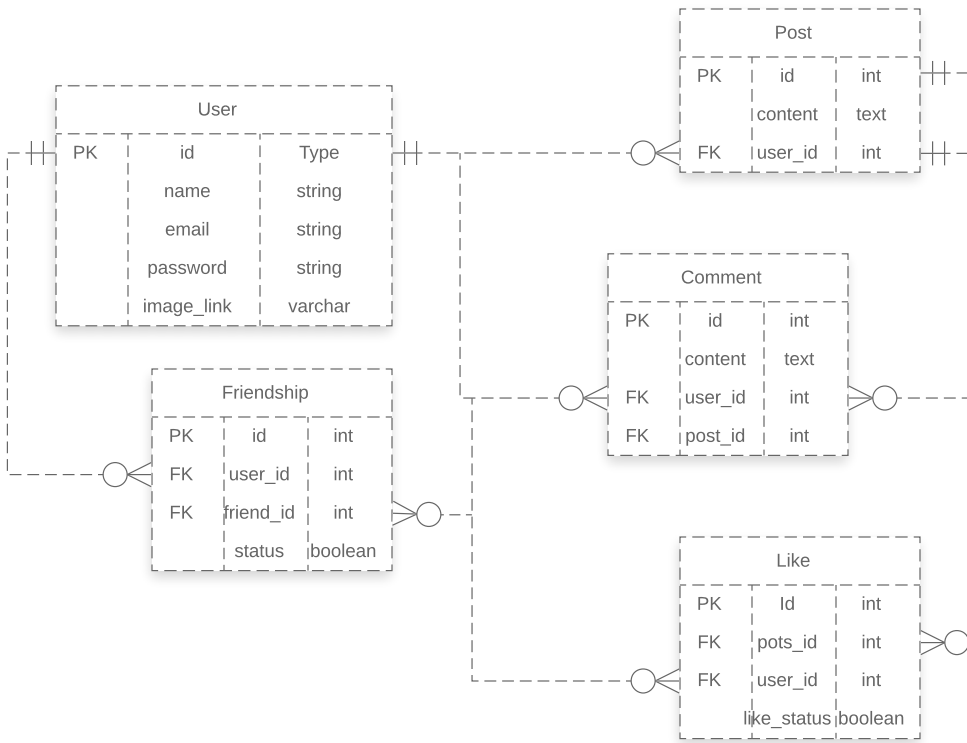 User
PK id Type
name string
email string
password string
image_link varchar
Post
PK id int
content text
FK user_id int
Comment
PK id int
content text
FK user_id int
FK post_id int
Friendship
PK id int
FK user_id int
FK friend_id int
status boolean
Like
PK Id int
FK pots_id int
FK user_id int
like_status boolean